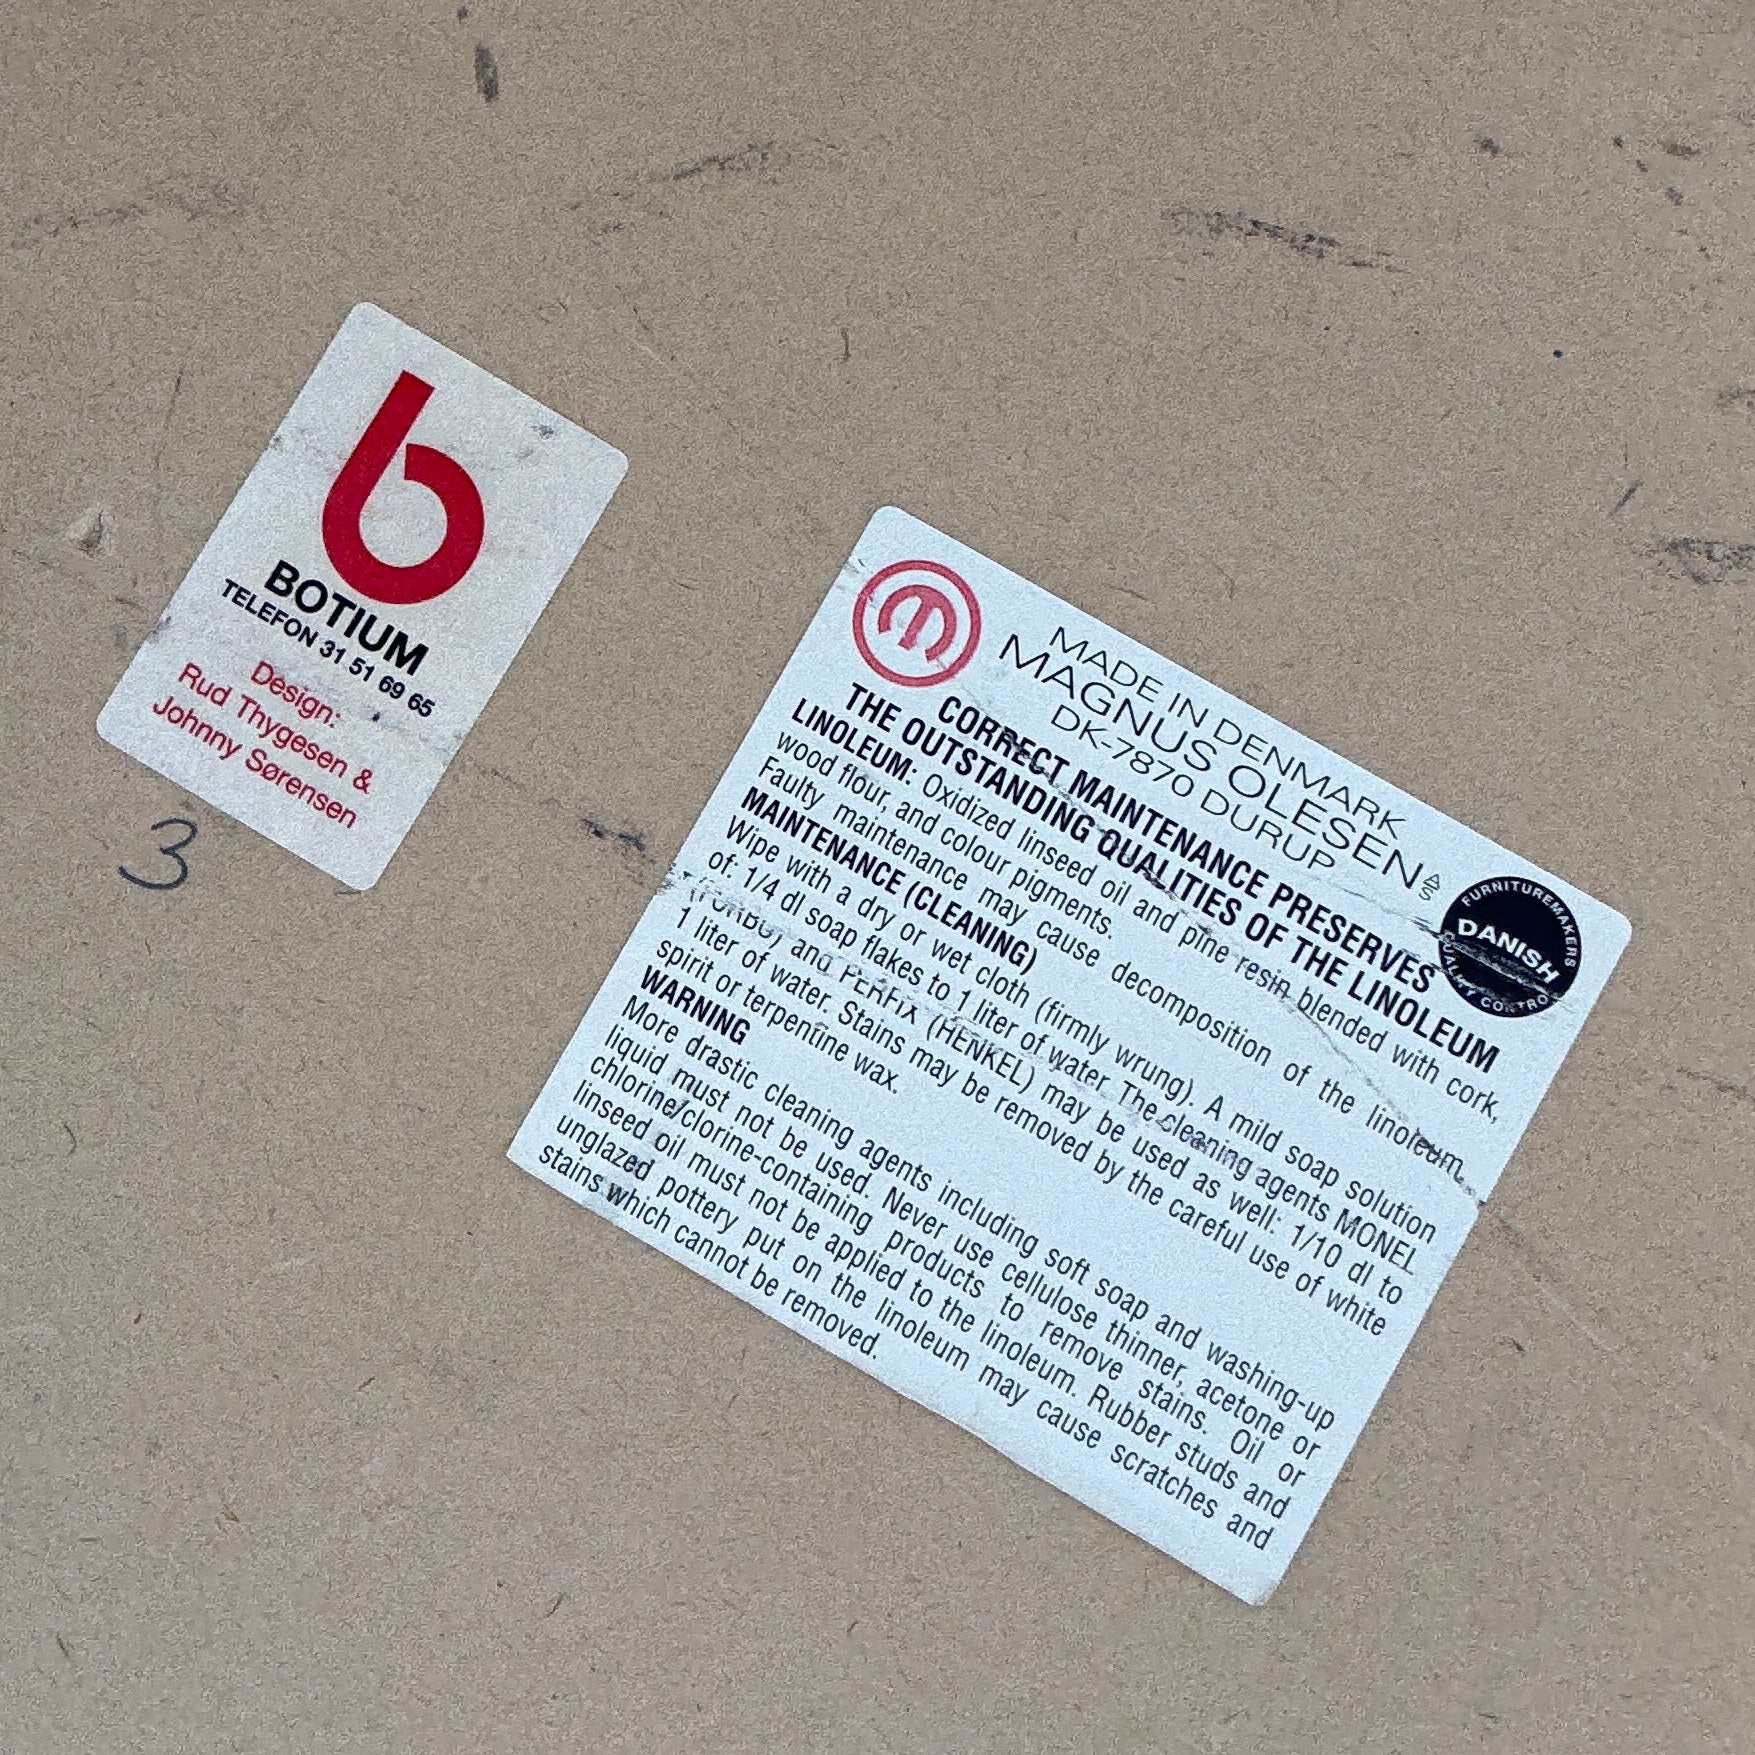 b
BOTIUM
TELEFON 31 51 69 65
Design:
Rud Thygesen &
Johnny Sørensen
3
m
MADE IN DENMARK
MAGNUS OLESEN A/S
DK-7870 DURUP
FURNITUREMAKERS
DANISH
QUALITY CONTROL
CORRECT MAINTENANCE PRESERVES
THE OUTSTANDING QUALITIES OF THE LINOLEUM
LINOLEUM: Oxidized linseed oil and pine resin blended with cork,
wood flour, and colour pigments.
Faulty maintenance may cause decomposition of the linoleum.
MAINTENANCE (CLEANING)
Wipe with a dry or wet cloth (firmly wrung). A mild soap solution
of: 1/4 dl soap flakes to 1 liter of water. The cleaning agents MONEL
(FORBO) and PERFIX (HENKEL) may be used as well: 1/10 dl to
1 liter of water. Stains may be removed by the careful use of white
spirit or terpentine wax.
WARNING
More drastic cleaning agents including soft soap and washing-up
liquid must not be used. Never use cellulose thinner, acetone or
chlorine/clorine-containing products to remove stains. Oil or
linseed oil must not be applied to the linoleum. Rubber studs and
unglazed pottery put on the linoleum may cause scratches and
stains which cannot be removed.